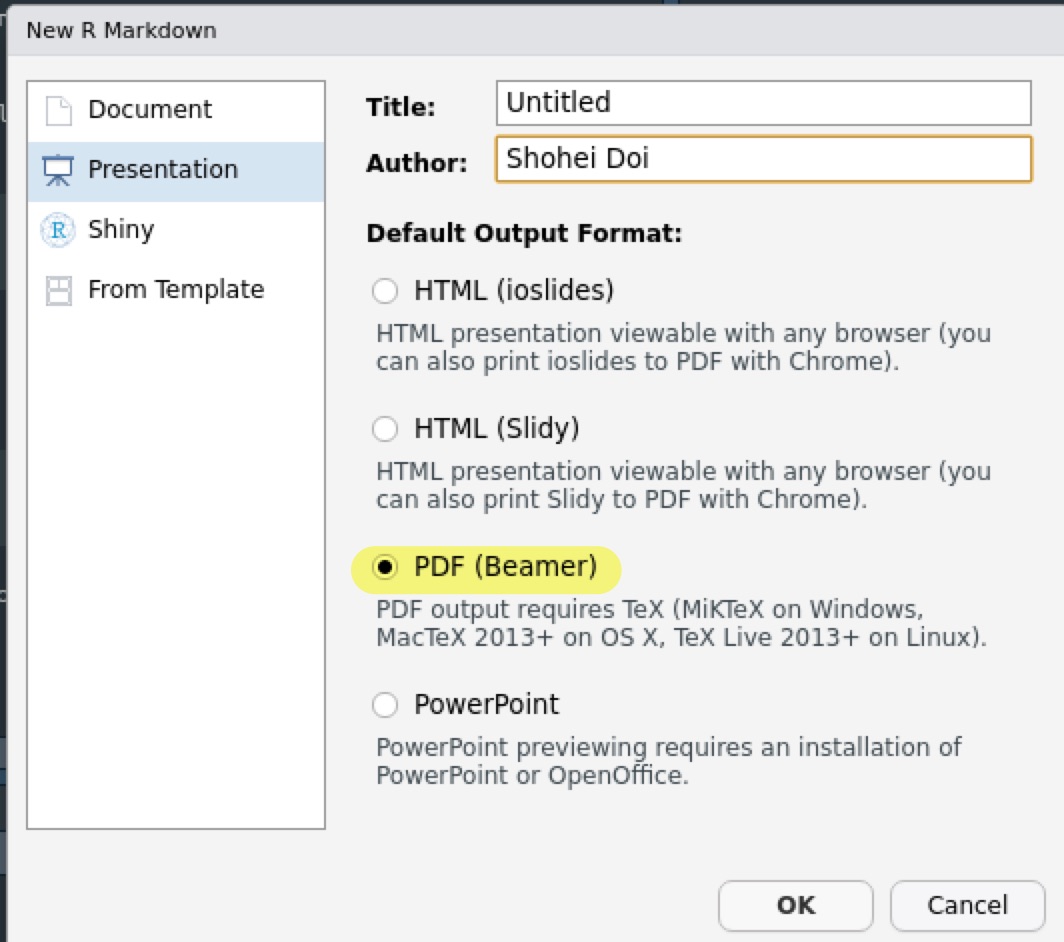 New R Markdown
Document
Presentation
Shiny
From Template
Title: Untitled
Author: Shohei Doi
Default Output Format:
HTML (ioslides)
HTML presentation viewable with any browser (you
can also print ioslides to PDF with Chrome).
HTML (Slidy)
HTML presentation viewable with any browser (you
can also print Slidy to PDF with Chrome).
PDF (Beamer)
PDF output requires TeX (MiKTeX on Windows,
MacTeX 2013+ on OS X, TeX Live 2013+ on Linux).
PowerPoint
PowerPoint previewing requires an installation of
PowerPoint or OpenOffice.
OK Cancel